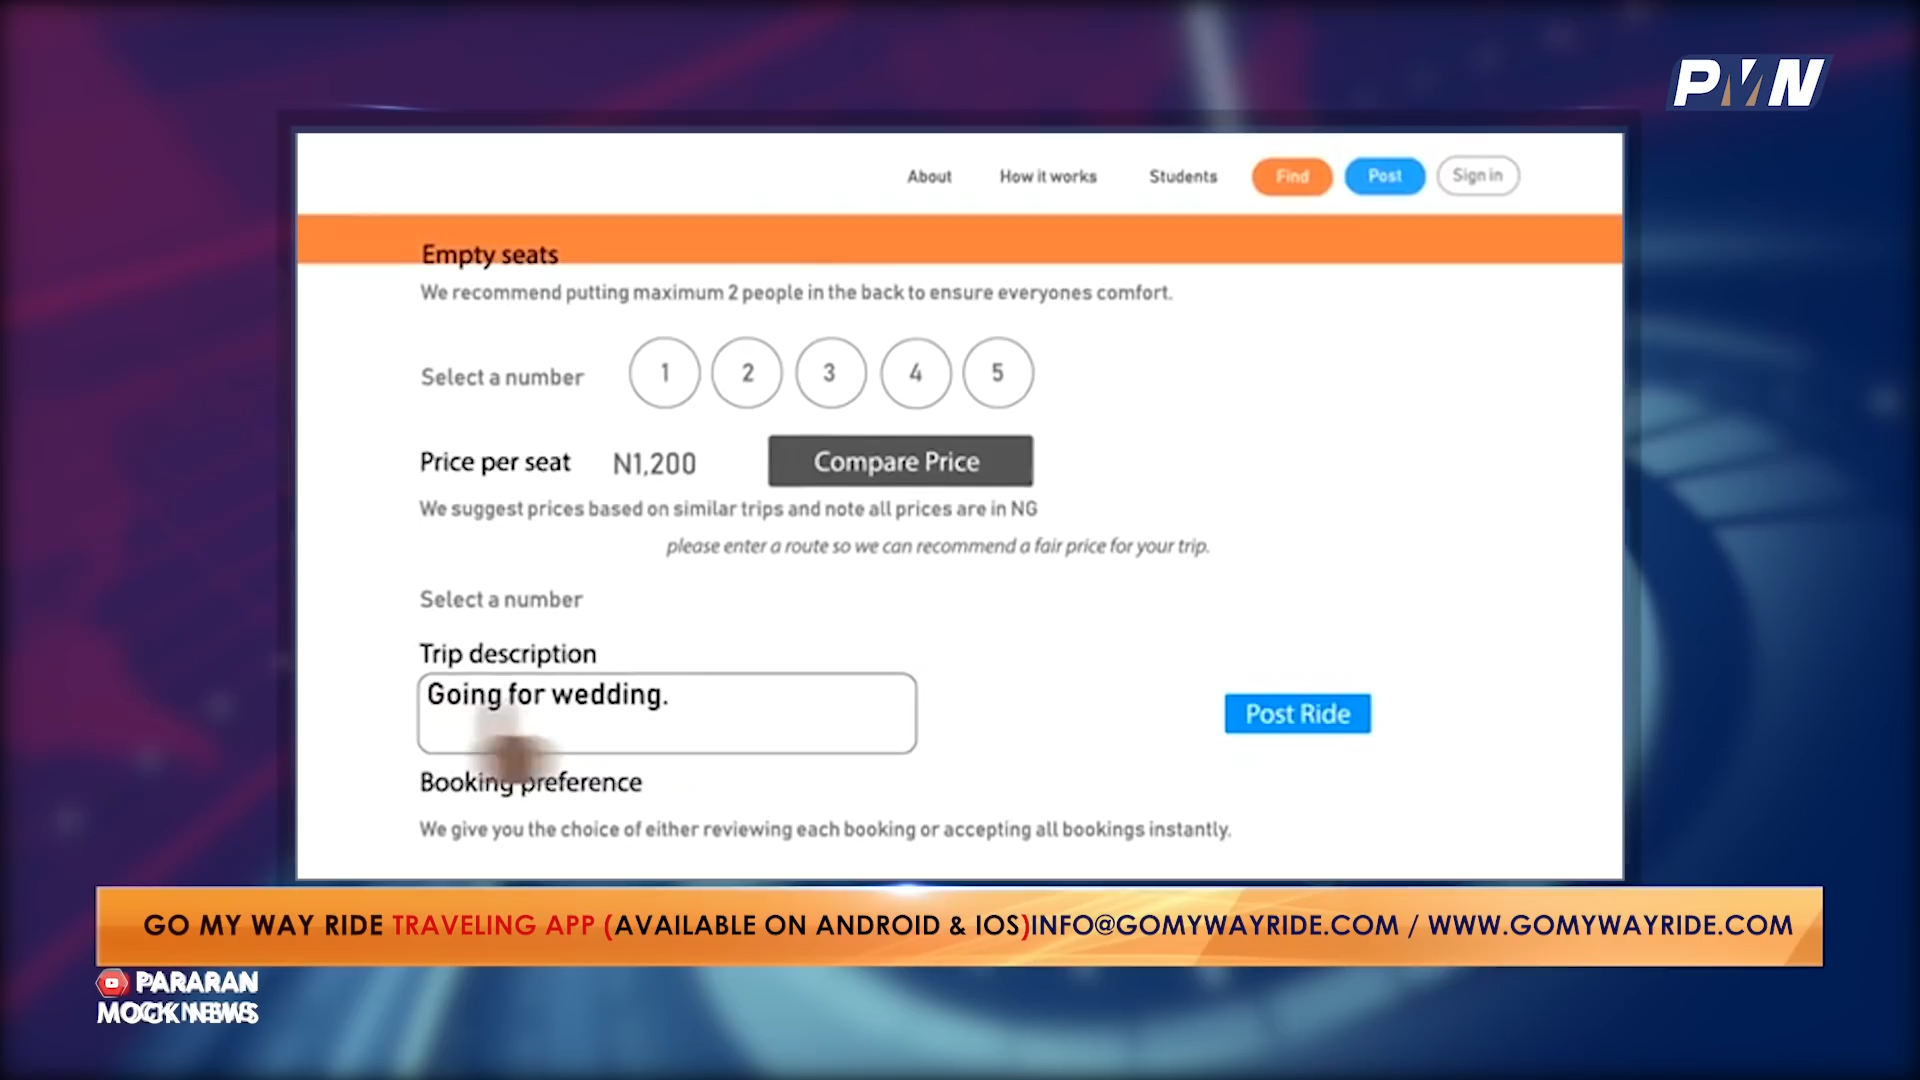 PMN
About How it works Students Find Post Sign in
Empty seats
We recommend putting maximum 2 people in the back to ensure everyones comfort.
Select a number 1 2 3 4 5
Price per seat N1,200 Compare Price
We suggest prices based on similar trips and note all prices are in NG
please enter a route so we can recommend a fair price for your trip.
Select a number
Trip description
Going for wedding.
Post Ride
Booking preference
We give you the choice of either reviewing each booking or accepting all bookings instantly.
GO MY WAY RIDE TRAVELING APP (AVAILABLE ON ANDROID & IOS)INFO@GOMYWAYRIDE.COM / WWW.GOMYWAYRIDE.COM
PARARAN
MOCK NEWS